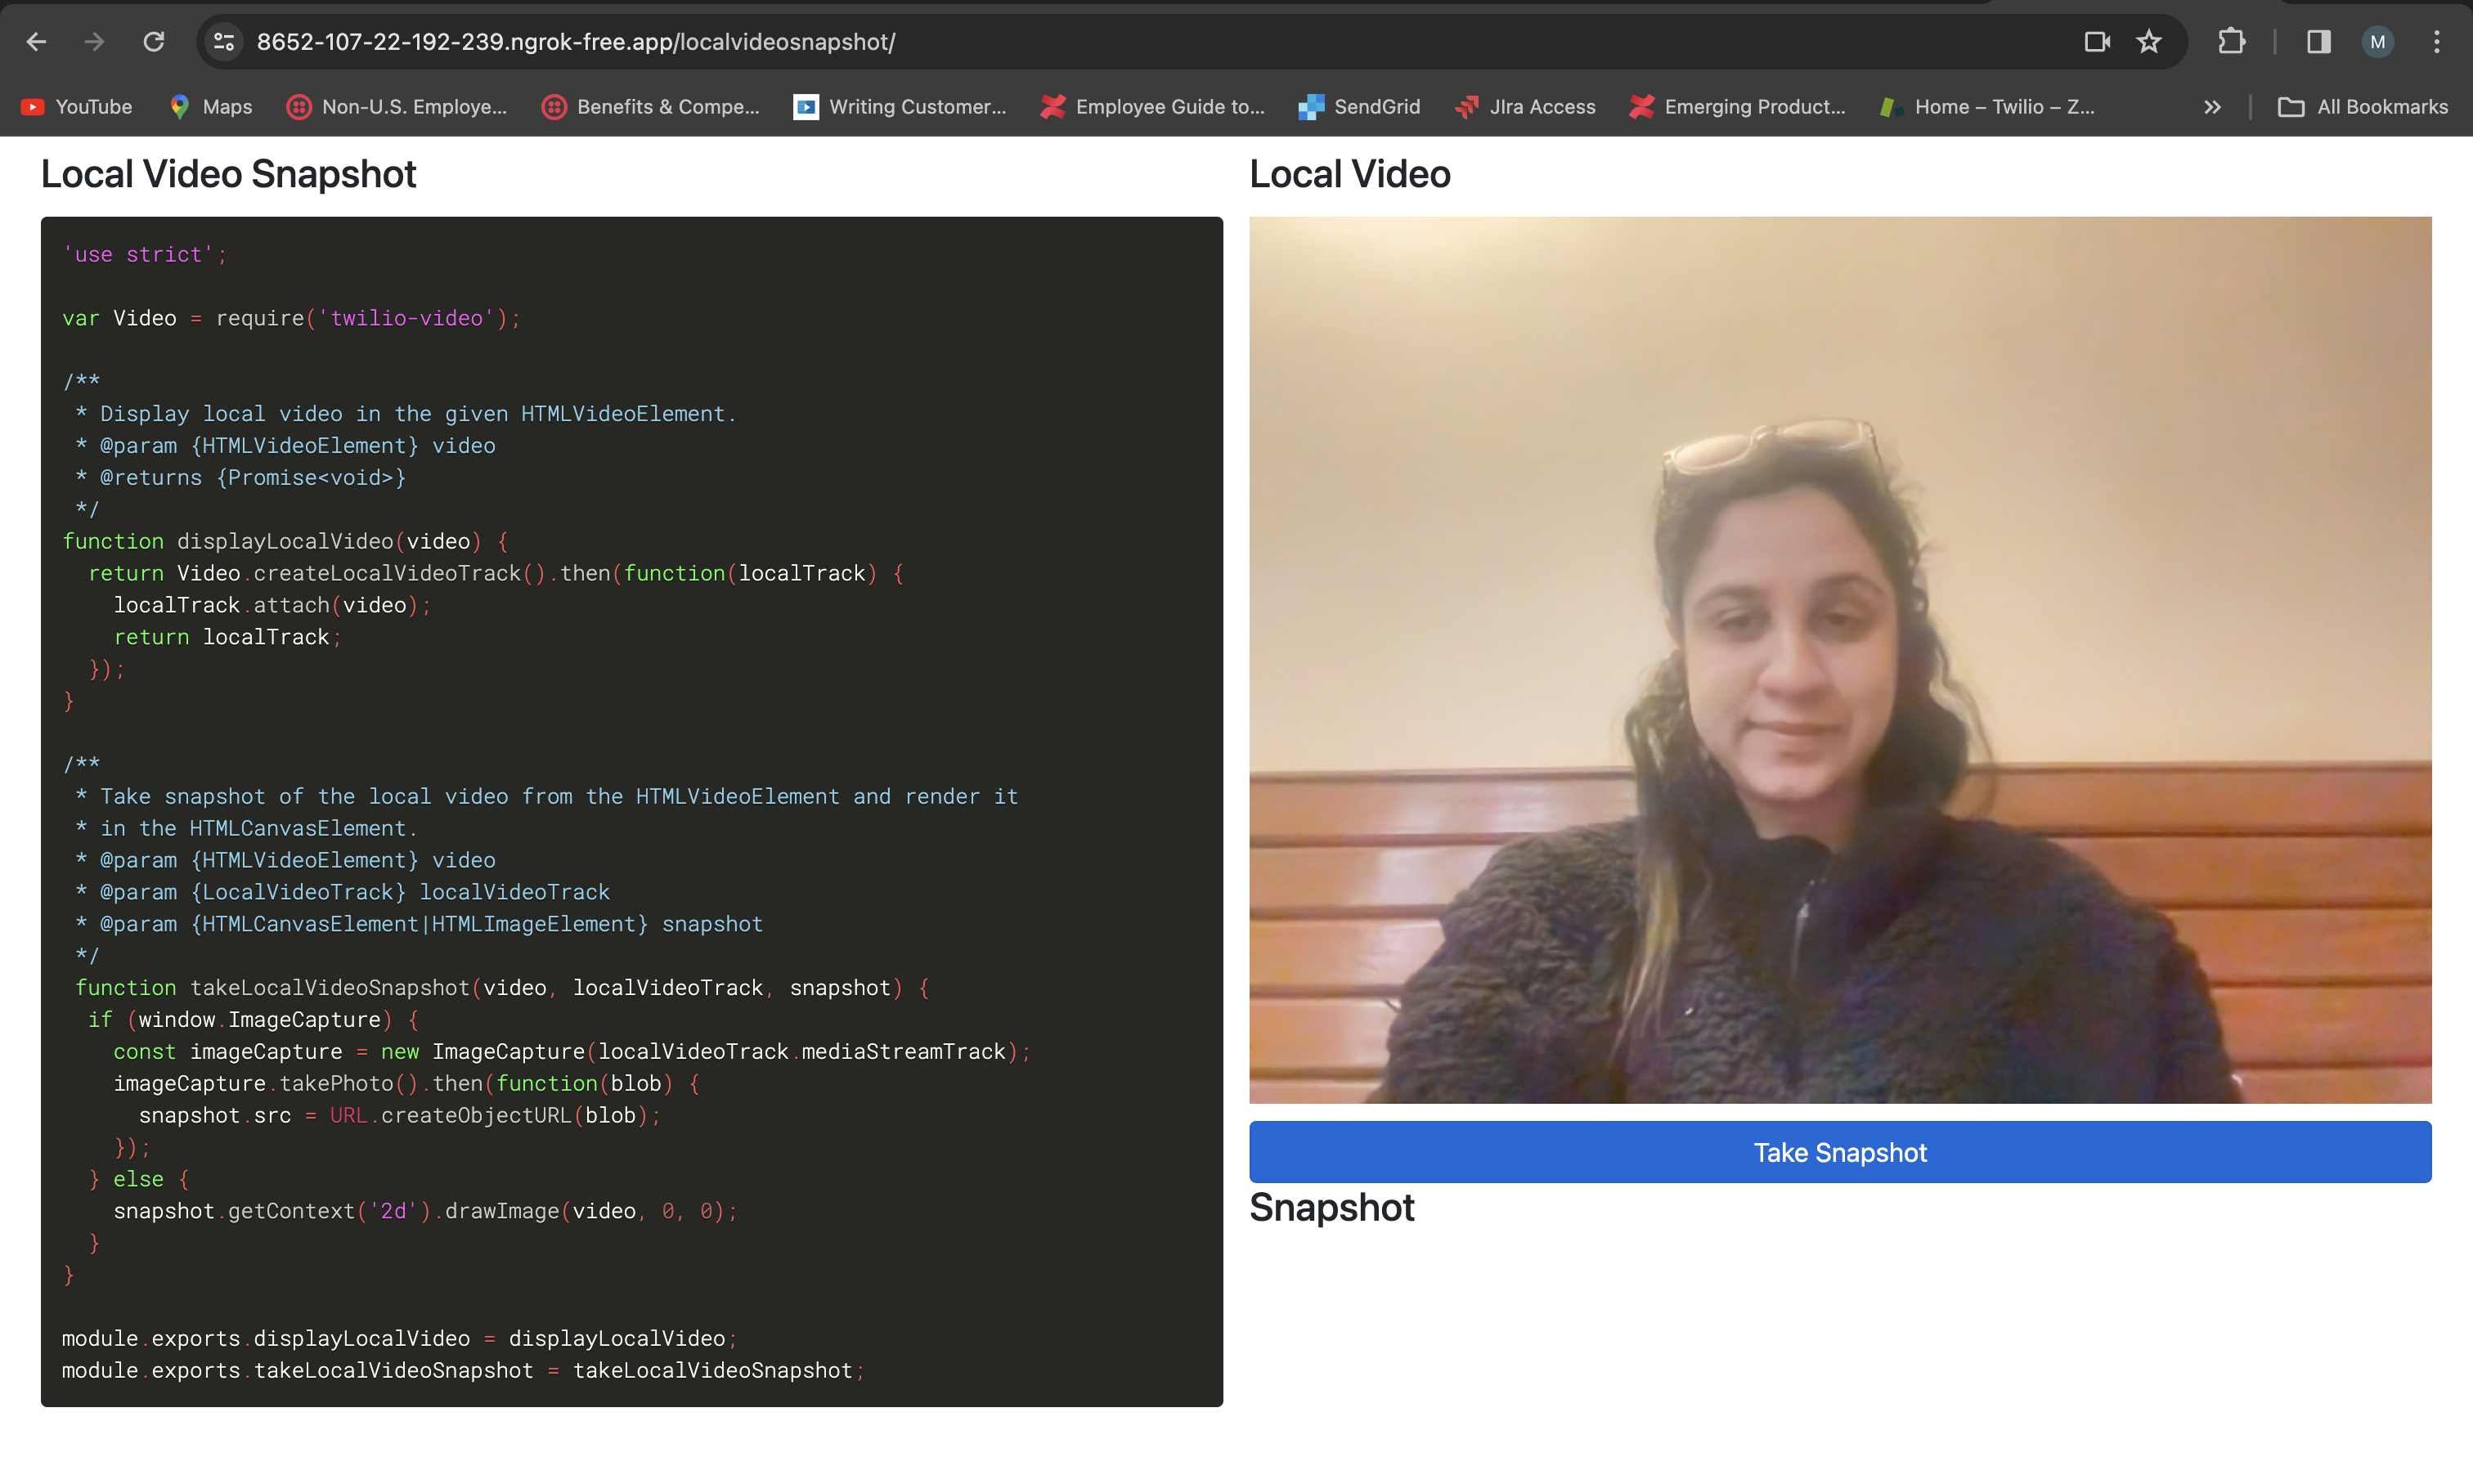 8652-107-22-192-239.ngrok-free.app/localvideosnapshot/
M
YouTube
Maps
Non-U.S. Employe...
Benefits & Compe...
Writing Customer...
Employee Guide to...
SendGrid
JIra Access
Emerging Product...
Home – Twilio – Z...
All Bookmarks
Local Video Snapshot
'use strict';
var Video = require('twilio-video');
/**
 * Display local video in the given HTMLVideoElement.
 * @param {HTMLVideoElement} video
 * @returns {Promise<void>}
 */
function displayLocalVideo(video) {
  return Video.createLocalVideoTrack().then(function(localTrack) {
    localTrack.attach(video);
    return localTrack;
  });
}
/**
 * Take snapshot of the local video from the HTMLVideoElement and render it
 * in the HTMLCanvasElement.
 * @param {HTMLVideoElement} video
 * @param {LocalVideoTrack} localVideoTrack
 * @param {HTMLCanvasElement|HTMLImageElement} snapshot
 */
 function takeLocalVideoSnapshot(video, localVideoTrack, snapshot) {
  if (window.ImageCapture) {
    const imageCapture = new ImageCapture(localVideoTrack.mediaStreamTrack);
    imageCapture.takePhoto().then(function(blob) {
      snapshot.src = URL.createObjectURL(blob);
    });
  } else {
    snapshot.getContext('2d').drawImage(video, 0, 0);
  }
}
module.exports.displayLocalVideo = displayLocalVideo;
module.exports.takeLocalVideoSnapshot = takeLocalVideoSnapshot;
Local Video
Take Snapshot
Snapshot